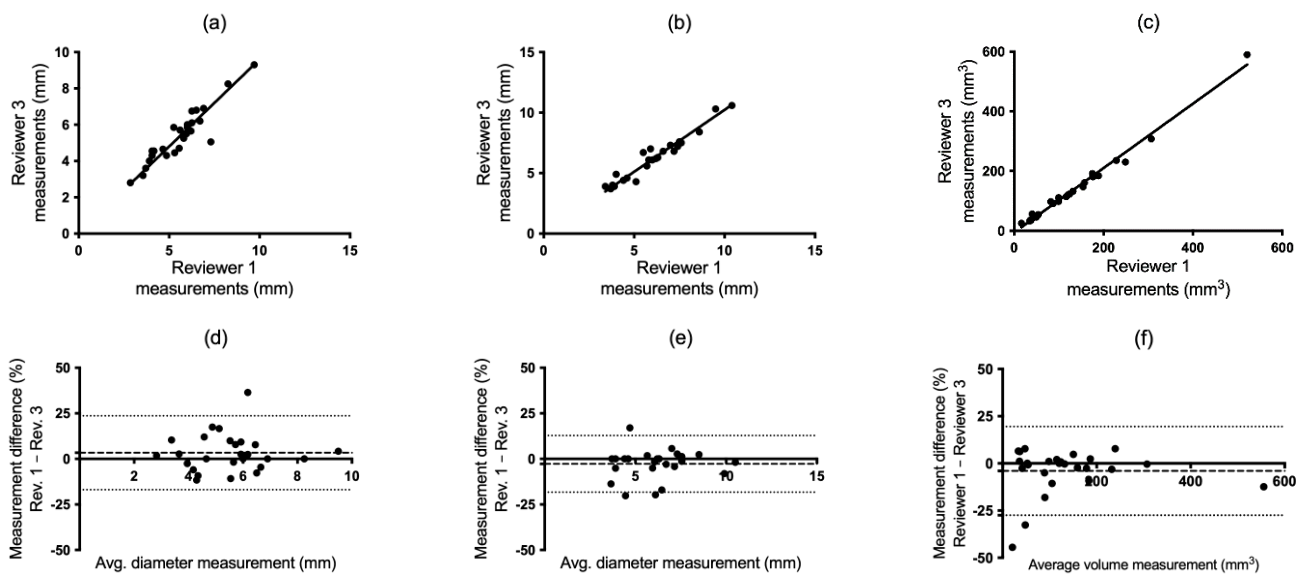 (a)
Reviewer 3
measurements (mm)
10
8
6
4
2
0
0
5
10
15
Reviewer 1
measurements (mm)
(b)
Reviewer 3
measurements (mm)
15
10
5
0
0
5
10
15
Reviewer 1
measurements (mm)
(c)
Reviewer 3
measurements (mm³)
600
400
200
0
0
200
400
600
Reviewer 1
measurements (mm³)
(d)
Measurement difference (%)
Rev. 1 – Rev. 3
50
25
0
-25
-50
2
4
6
8
10
Avg. diameter measurement (mm)
(e)
Measurement difference (%)
Rev. 1 – Rev. 3
50
25
0
-25
-50
5
10
15
Avg. diameter measurement (mm)
(f)
Measurement difference (%)
Reviewer 1 – Reviewer 3
50
25
0
-25
-50
200
400
600
Average volume measurement (mm³)